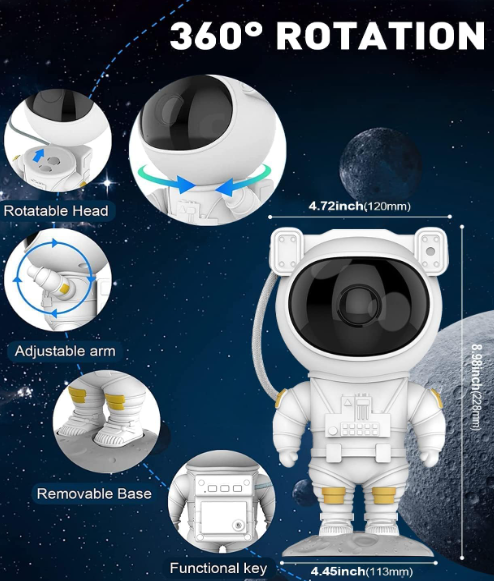 360° ROTATION
Rotatable Head
4.72inch(120mm)
Adjustable arm
8.98inch(228mm)
Removable Base
Functional key
4.45inch(113mm)